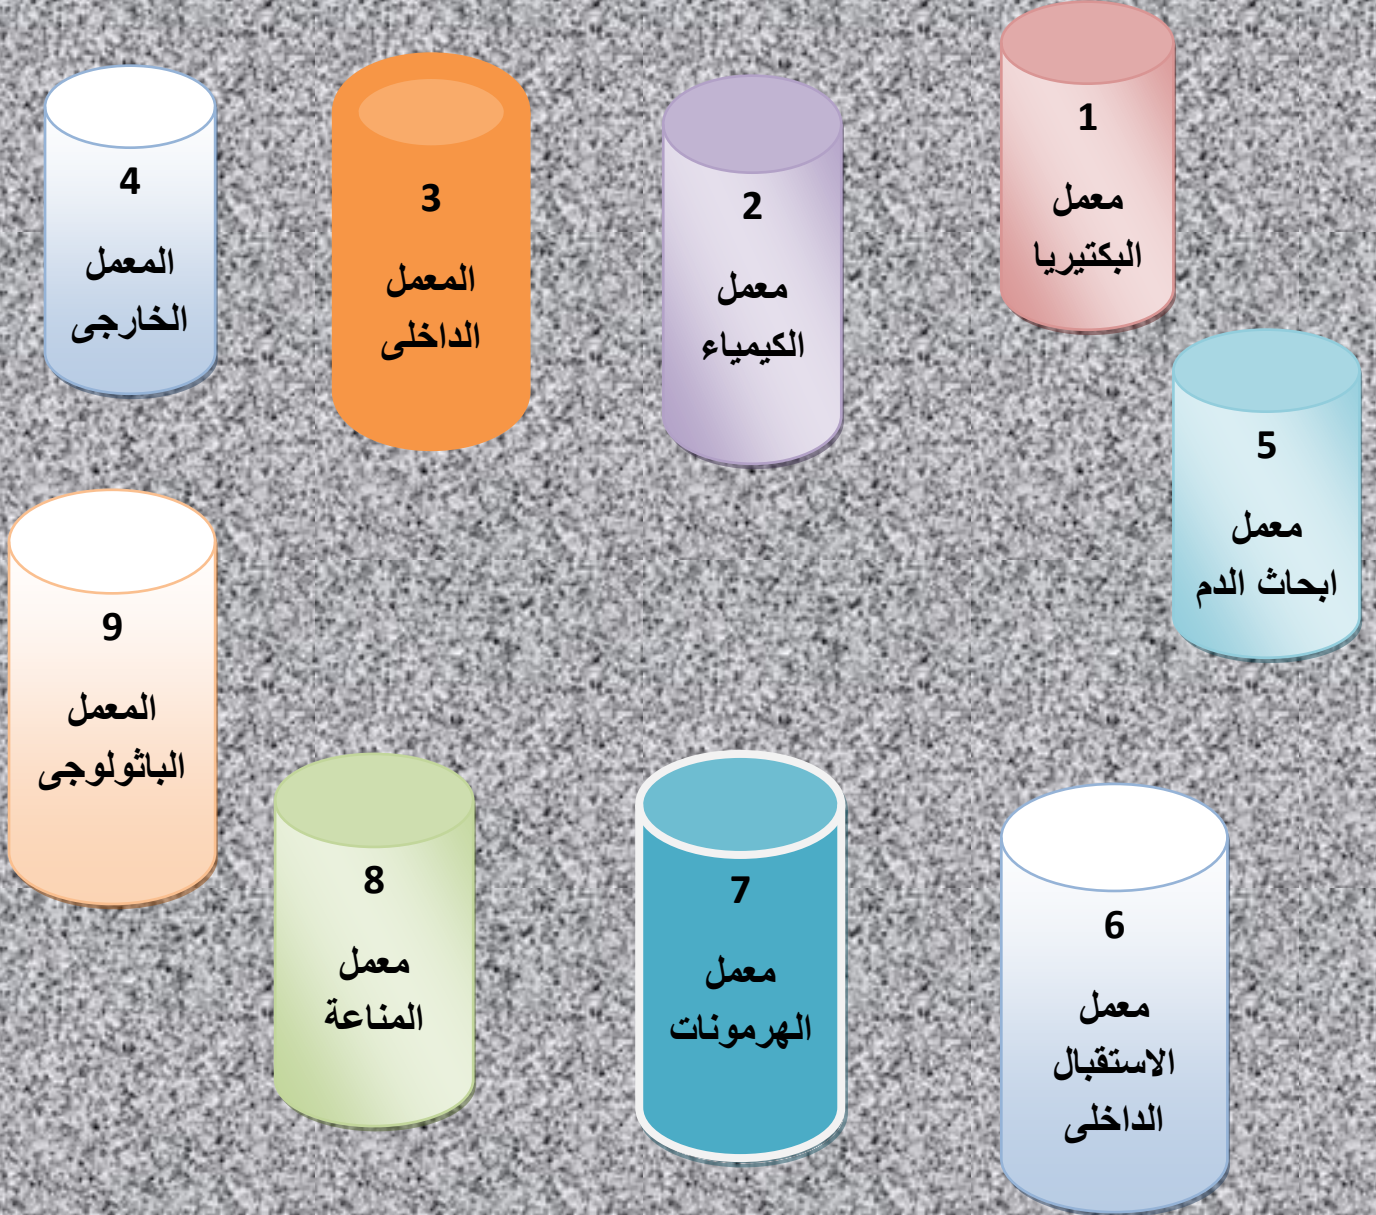 1
معمل
البكتيريا
2
معمل
الكيمياء
3
المعمل
الداخلى
4
المعمل
الخارجى
5
معمل
ابحاث الدم
6
معمل
الاستقبال
الداخلى
7
معمل
الهرمونات
8
معمل
المناعة
9
المعمل
الباثولوجى